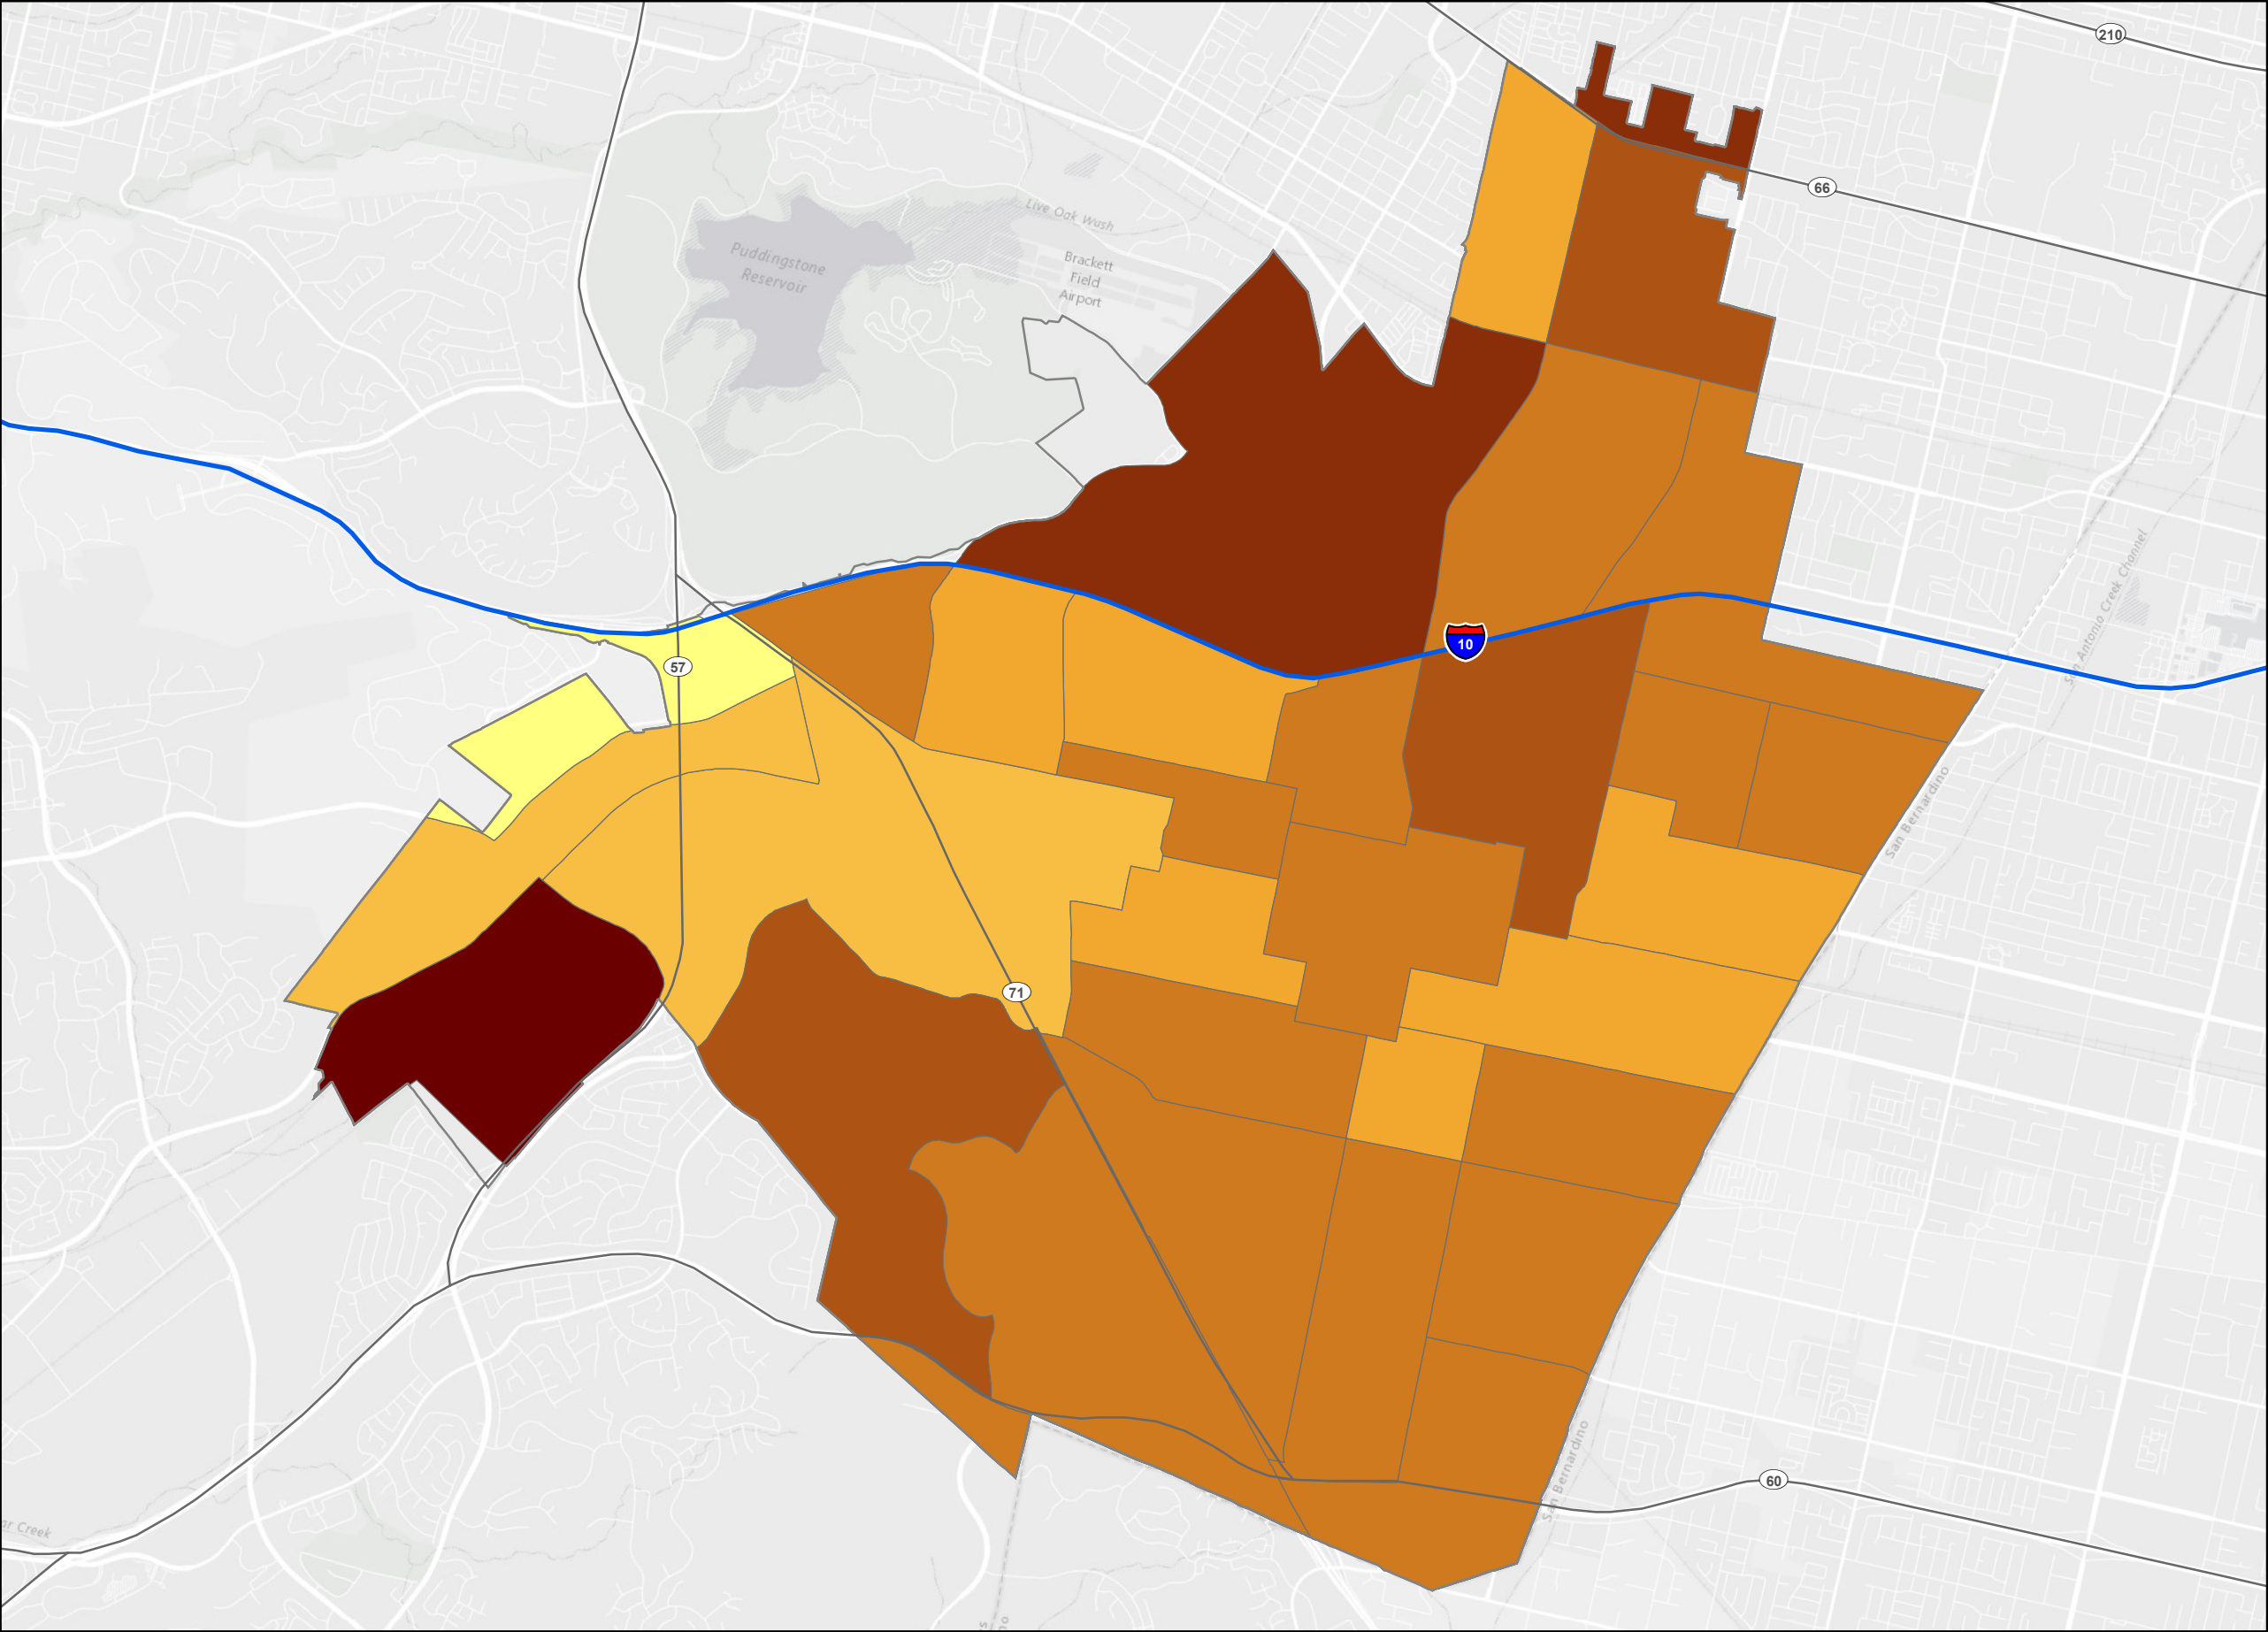 210
66
Live Oak Wash
Puddingstone
Reservoir
Brackett
Field
Airport
San Antonio Creek Channel
10
57
San Bernardino
71
San Bernardino
60
ar Creek